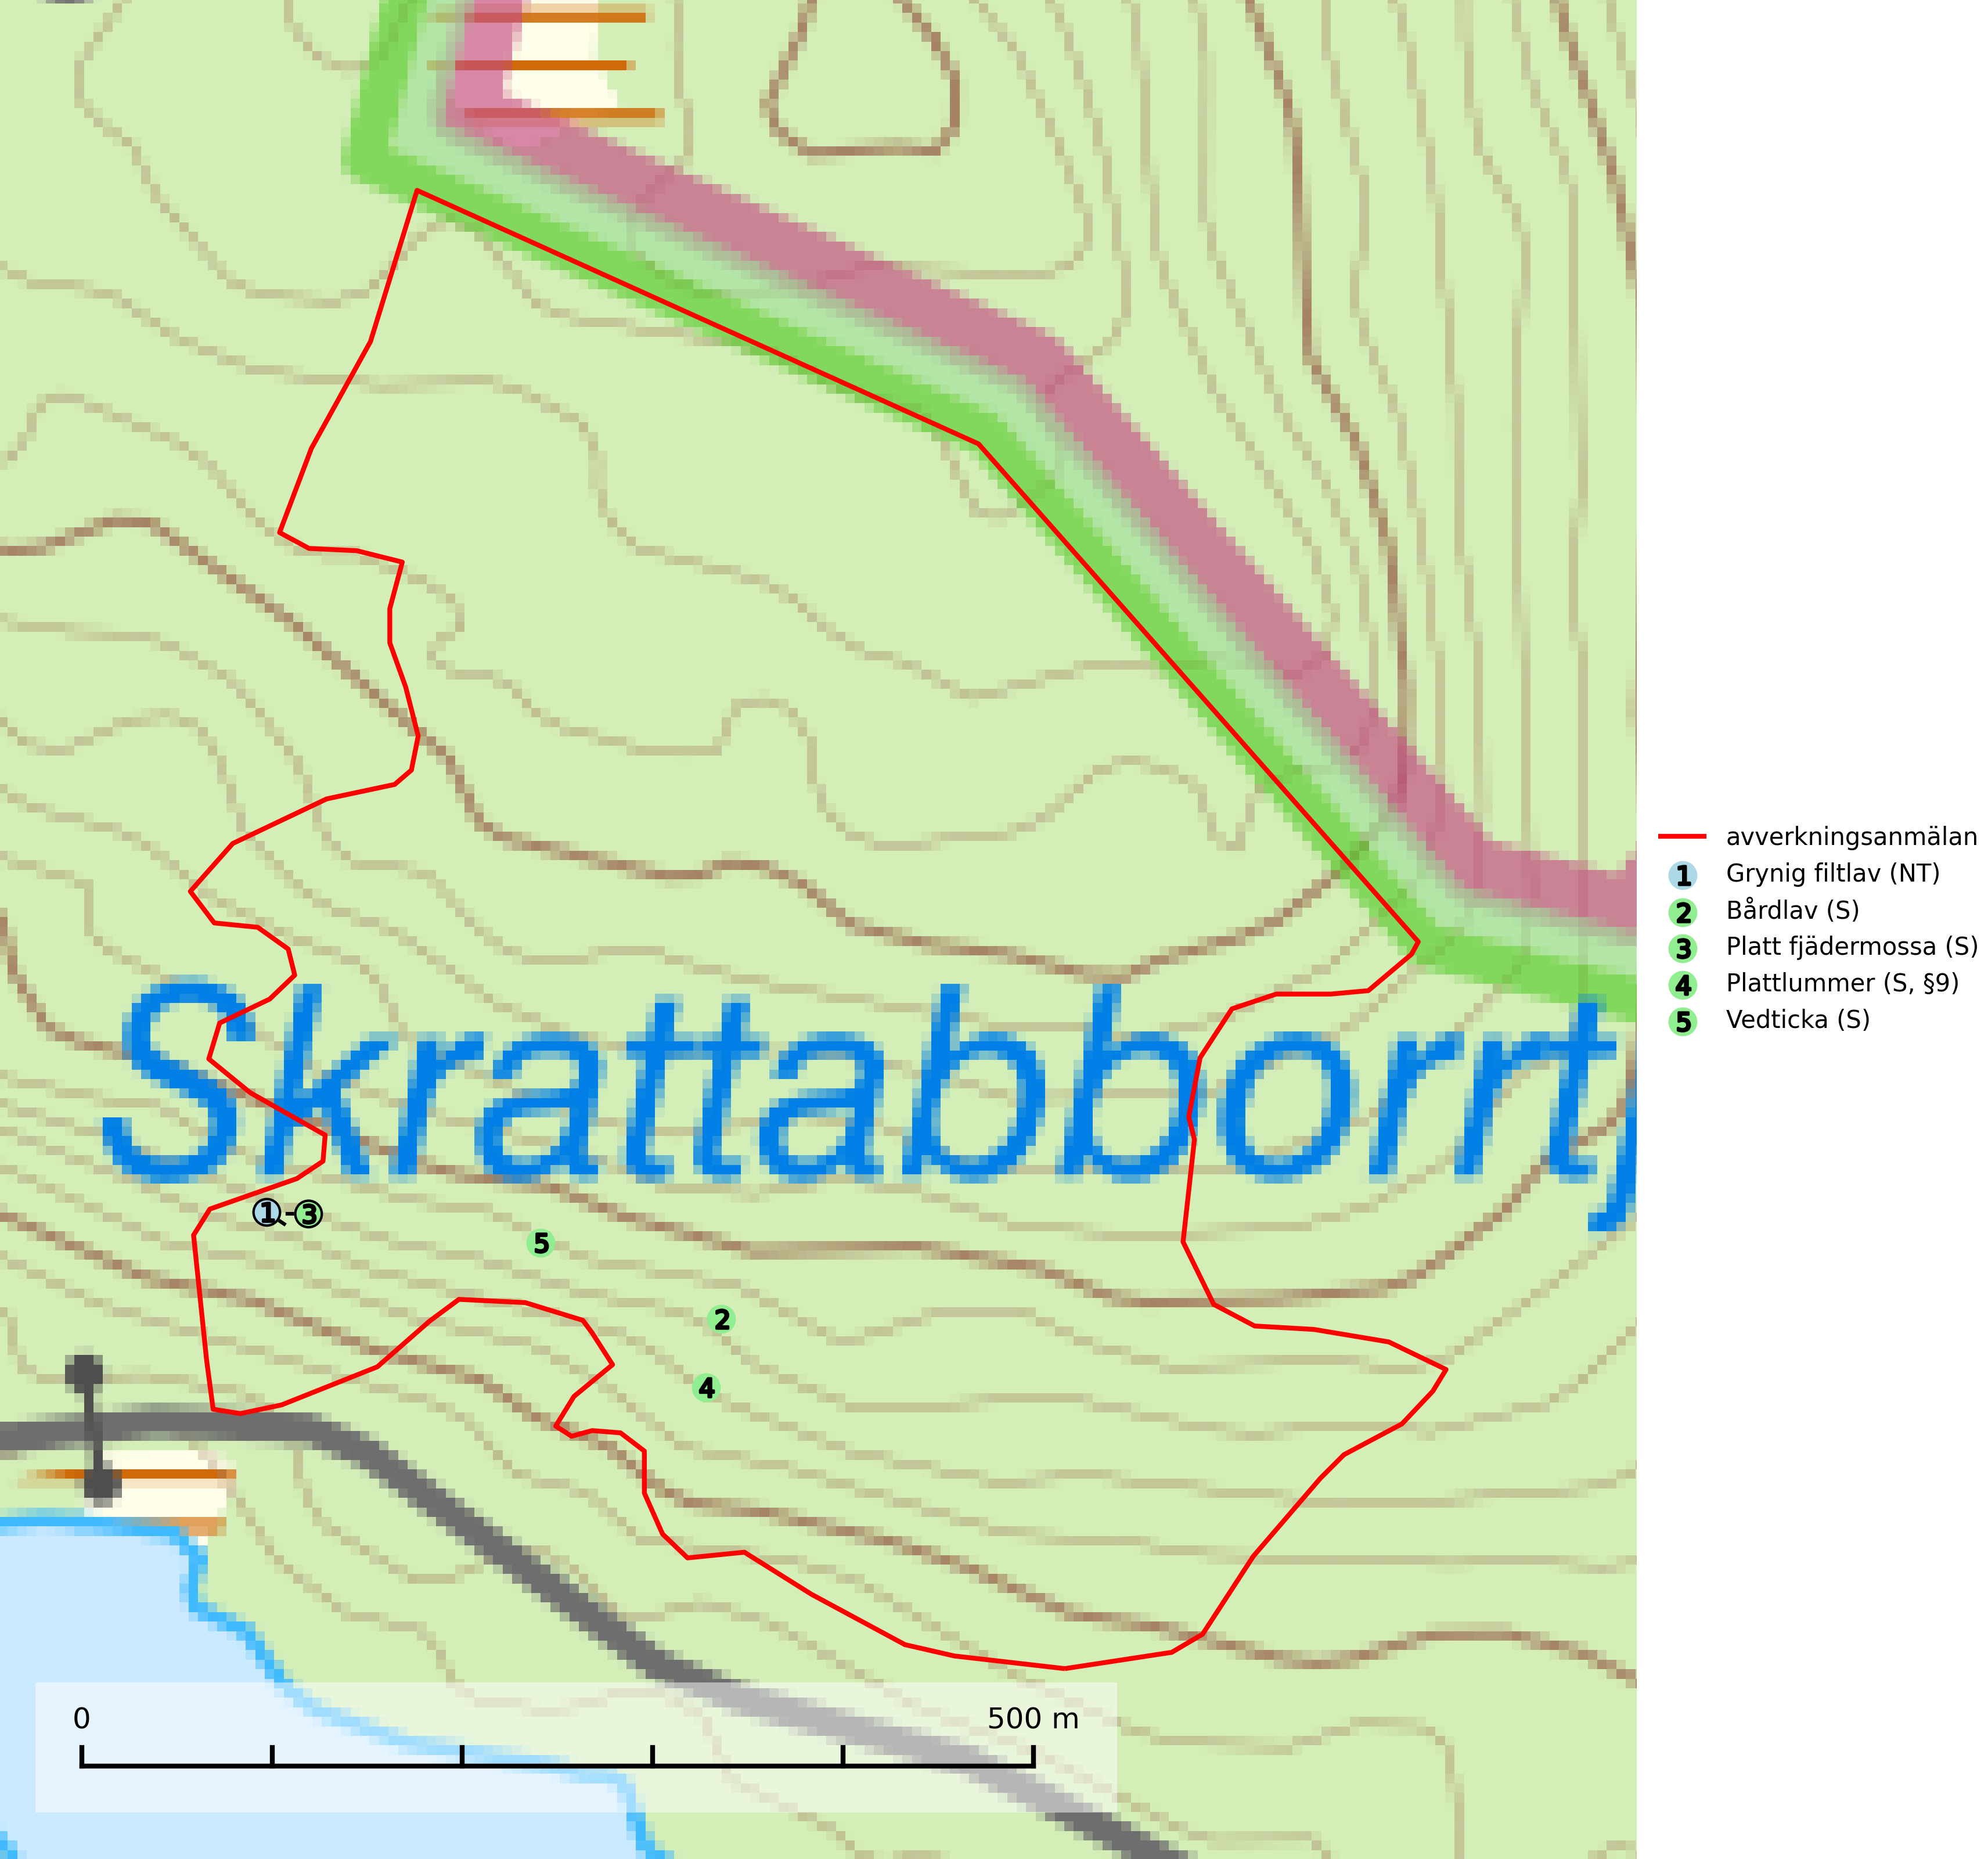 Skrattabborrtj
1 3
5
2
4
0 500 m
avverkningsanmälan
1 Grynig filtlav (NT)
2 Bårdlav (S)
3 Platt fjädermossa (S)
4 Plattlummer (S, §9)
5 Vedticka (S)